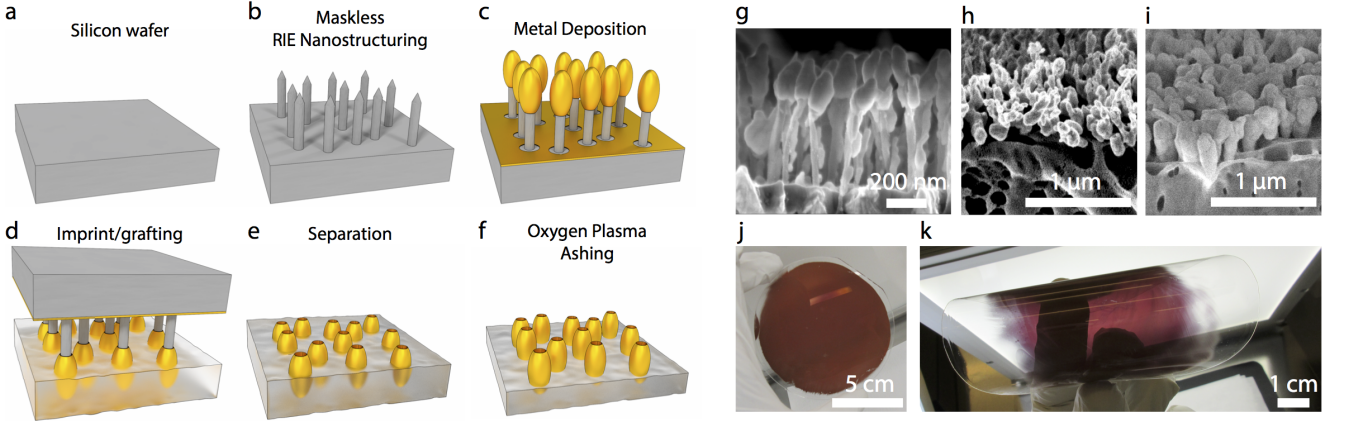 a
Silicon wafer
b
Maskless
RIE Nanostructuring
c
Metal Deposition
d
Imprint/grafting
e
Separation
f
Oxygen Plasma
Ashing
g
200 nm
h
1 µm
i
1 µm
j
5 cm
k
1 cm